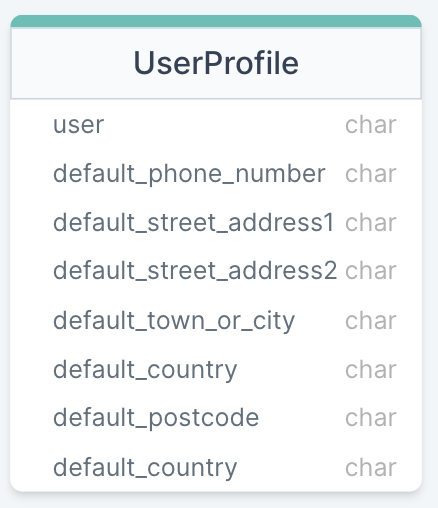 UserProfile
user char
default_phone_number char
default_street_address1 char
default_street_address2 char
default_town_or_city char
default_country char
default_postcode char
default_country char